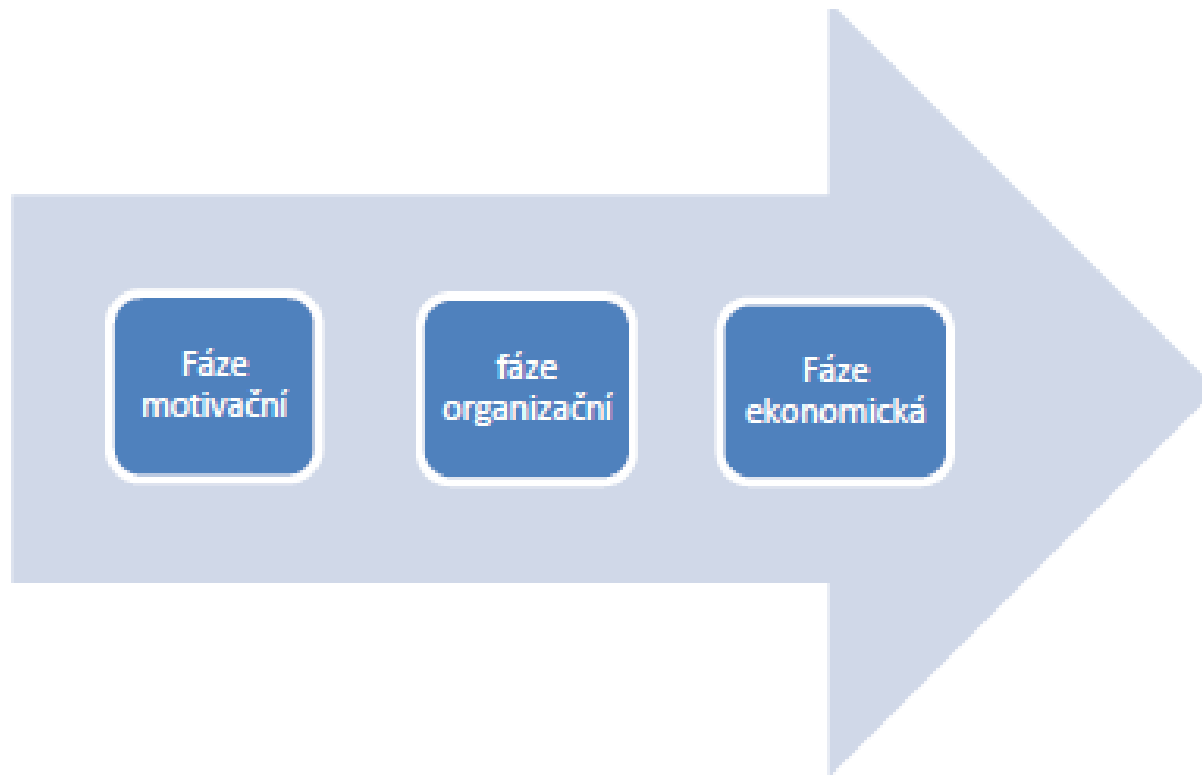 Fáze
motivační
fáze
organizační
Fáze
ekonomická